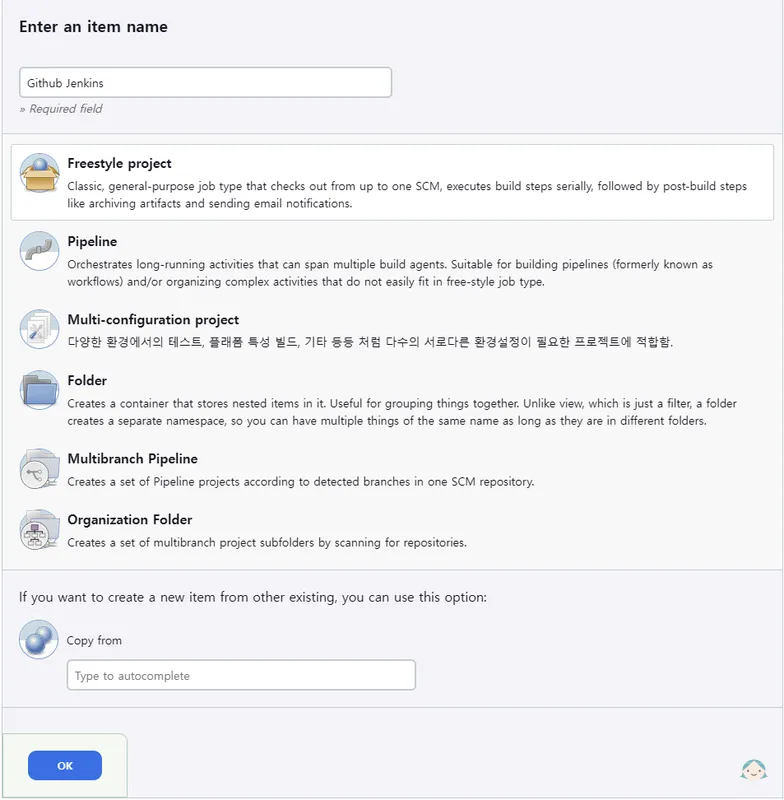 Enter an item name
Github Jenkins
» Required field
Freestyle project
Classic, general-purpose job type that checks out from up to one SCM, executes build steps serially, followed by post-build steps
like archiving artifacts and sending email notifications.
Pipeline
Orchestrates long-running activities that can span multiple build agents. Suitable for building pipelines (formerly known as
workflows) and/or organizing complex activities that do not easily fit in free-style job type.
Multi-configuration project
다양한 환경에서의 테스트, 플래폼 특성 빌드, 기타 등등 처럼 다수의 서로다른 환경설정이 필요한 프로젝트에 적합함.
Folder
Creates a container that stores nested items in it. Useful for grouping things together. Unlike view, which is just a filter, a folder
creates a separate namespace, so you can have multiple things of the same name as long as they are in different folders.
Multibranch Pipeline
Creates a set of Pipeline projects according to detected branches in one SCM repository.
Organization Folder
Creates a set of multibranch project subfolders by scanning for repositories.
If you want to create a new item from other existing, you can use this option:
Copy from
Type to autocomplete
OK